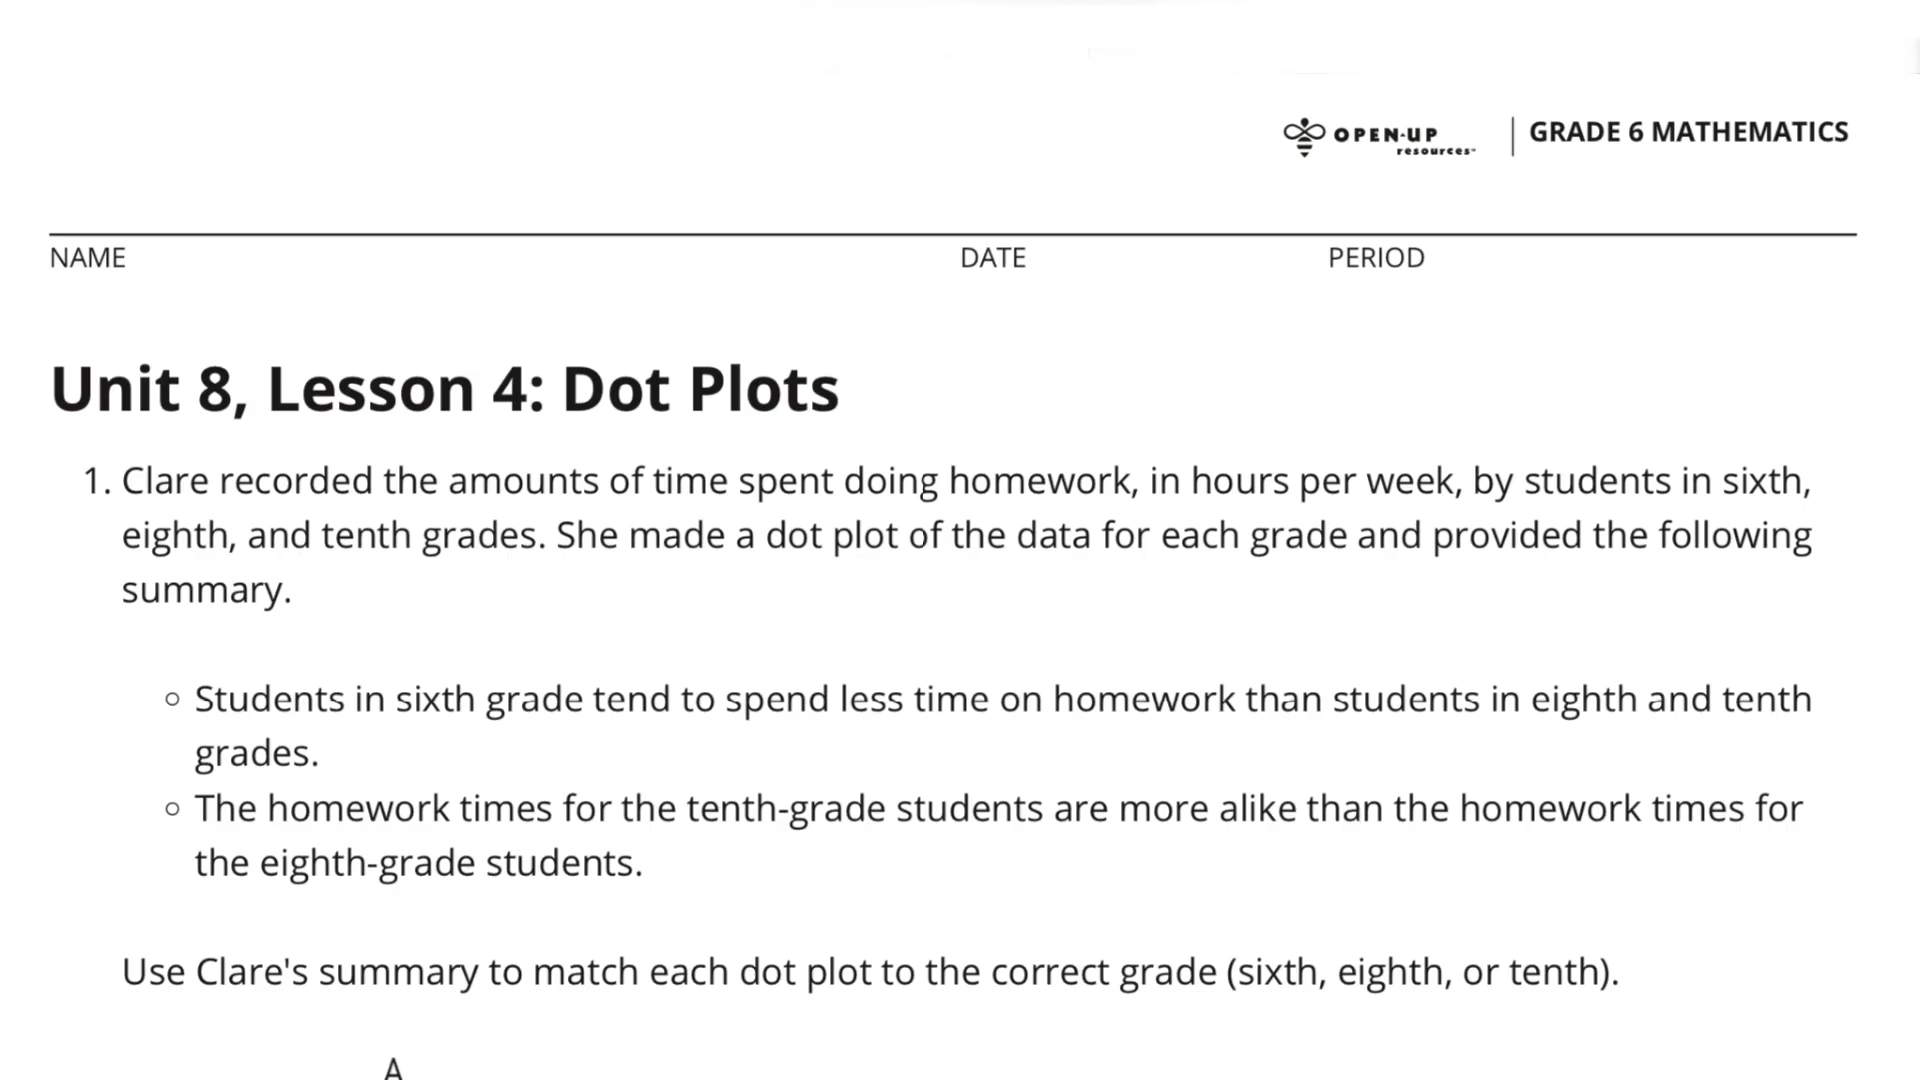 OPEN-UP
resources™
GRADE 6 MATHEMATICS
NAME DATE PERIOD
Unit 8, Lesson 4: Dot Plots
1. Clare recorded the amounts of time spent doing homework, in hours per week, by students in sixth,
eighth, and tenth grades. She made a dot plot of the data for each grade and provided the following
summary.
○ Students in sixth grade tend to spend less time on homework than students in eighth and tenth
grades.
○ The homework times for the tenth-grade students are more alike than the homework times for
the eighth-grade students.
Use Clare's summary to match each dot plot to the correct grade (sixth, eighth, or tenth).
A